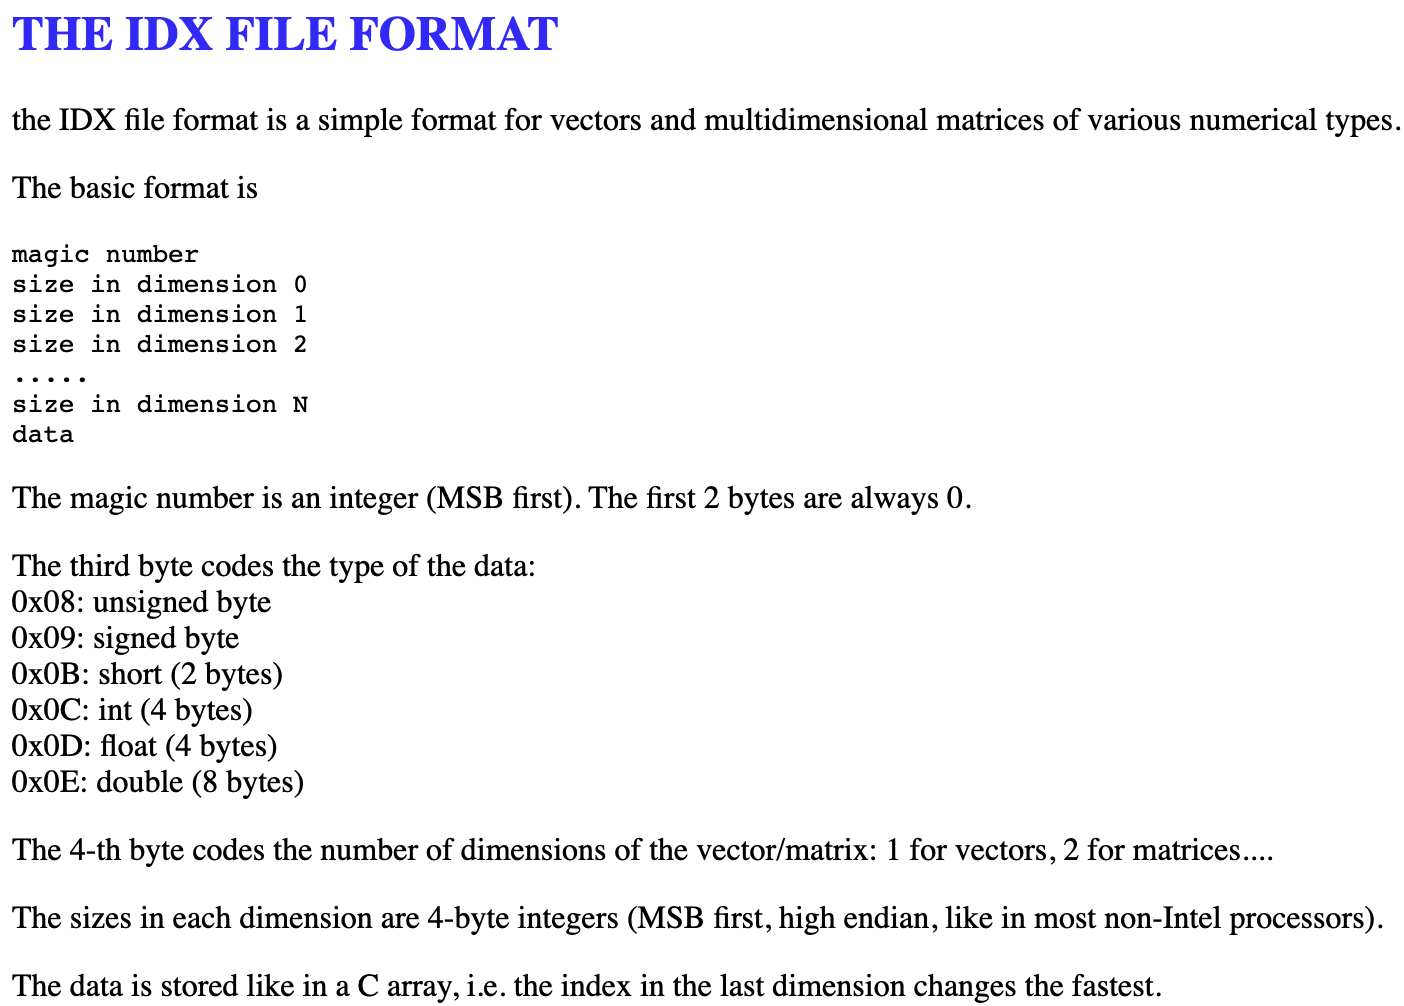 THE IDX FILE FORMAT
the IDX file format is a simple format for vectors and multidimensional matrices of various numerical types.
The basic format is
magic number
size in dimension 0
size in dimension 1
size in dimension 2
.....
size in dimension N
data
The magic number is an integer (MSB first). The first 2 bytes are always 0.
The third byte codes the type of the data:
0x08: unsigned byte
0x09: signed byte
0x0B: short (2 bytes)
0x0C: int (4 bytes)
0x0D: float (4 bytes)
0x0E: double (8 bytes)
The 4-th byte codes the number of dimensions of the vector/matrix: 1 for vectors, 2 for matrices....
The sizes in each dimension are 4-byte integers (MSB first, high endian, like in most non-Intel processors).
The data is stored like in a C array, i.e. the index in the last dimension changes the fastest.